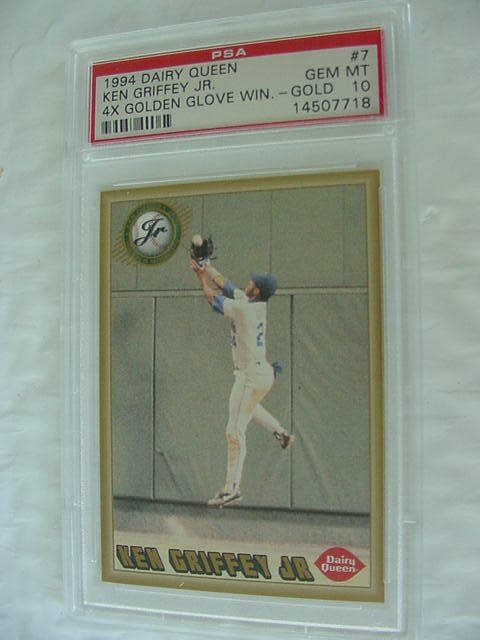 PSA
1994 DAIRY QUEEN #7
KEN GRIFFEY JR. GEM MT
4X GOLDEN GLOVE WIN. - GOLD 10
14507718
Jr
KEN GRIFFEY JR
Dairy
Queen